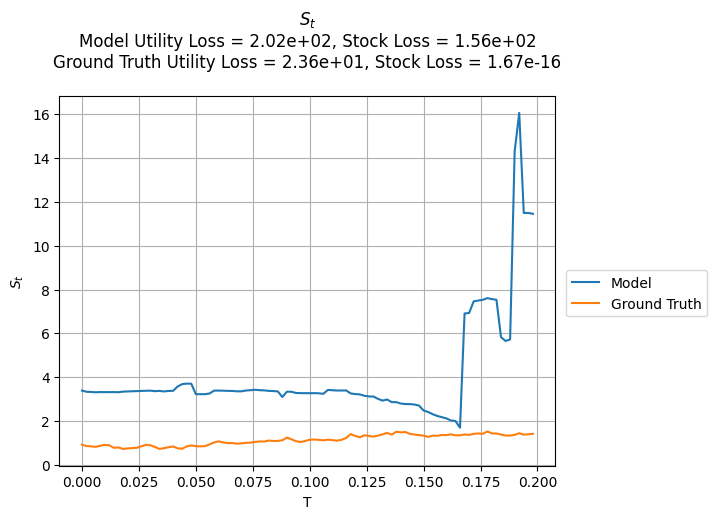 S_t
Model Utility Loss = 2.02e+02, Stock Loss = 1.56e+02
Ground Truth Utility Loss = 2.36e+01, Stock Loss = 1.67e-16
16
14
12
10
8
6
4
2
0
S_t
0.000 0.025 0.050 0.075 0.100 0.125 0.150 0.175 0.200
T
Model
Ground Truth